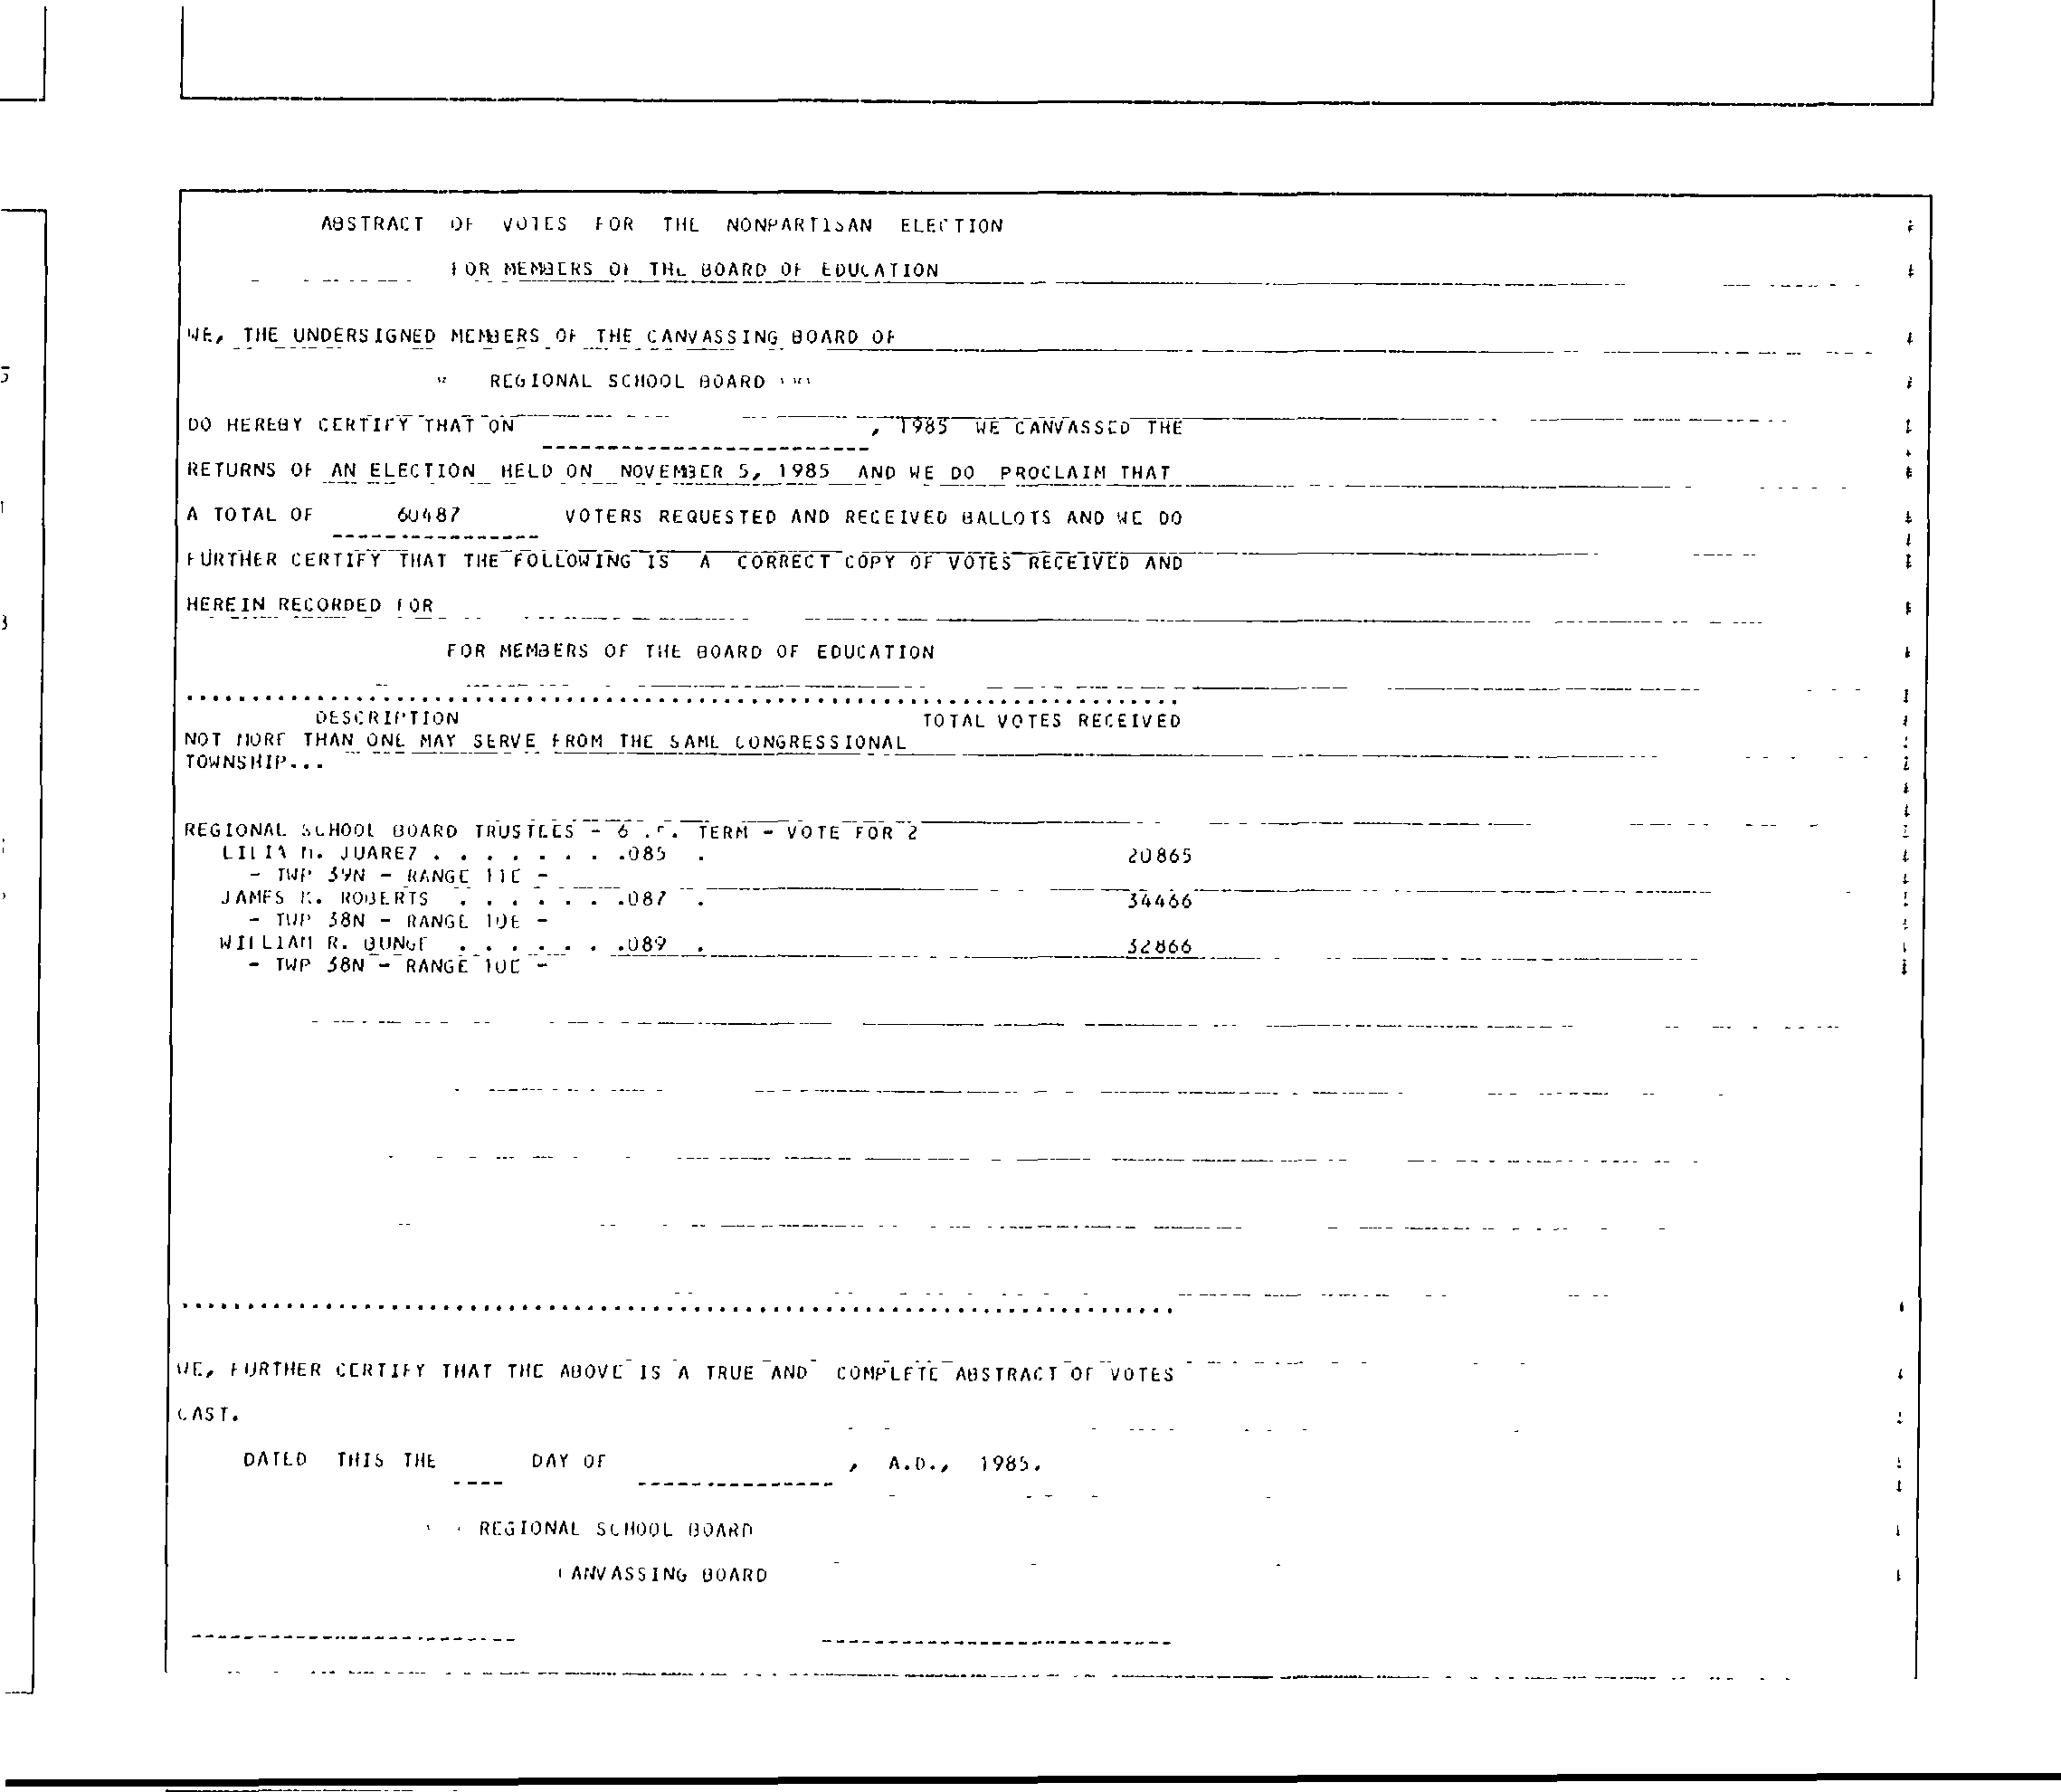 ABSTRACT OF VOTES FOR THE NONPARTISAN ELECTION
FOR MEMBERS OF THE BOARD OF EDUCATION
WE, THE UNDERSIGNED MEMBERS OF THE CANVASSING BOARD OF
REGIONAL SCHOOL BOARD
DO HEREBY CERTIFY THAT ON , 1985 WE CANVASSED THE
RETURNS OF AN ELECTION HELD ON NOVEMBER 5, 1985 AND WE DO PROCLAIM THAT
A TOTAL OF 60487 VOTERS REQUESTED AND RECEIVED BALLOTS AND WE DO
FURTHER CERTIFY THAT THE FOLLOWING IS A CORRECT COPY OF VOTES RECEIVED AND
HEREIN RECORDED FOR
FOR MEMBERS OF THE BOARD OF EDUCATION
DESCRIPTION TOTAL VOTES RECEIVED
NOT MORE THAN ONE MAY SERVE FROM THE SAME CONGRESSIONAL
TOWNSHIP...
REGIONAL SCHOOL BOARD TRUSTEES - 6 TERM - VOTE FOR 2
LILIA M. JUAREZ . . . . . . . .085 . 20865
- TWP 39N - RANGE 11E -
JAMES ROBERTS . . . . . . .087 . 34466
- TWP 38N - RANGE 10E -
WILLIAM R. BUNGE . . . . . . .089 . 32866
- TWP 38N - RANGE 10E -
WE, FURTHER CERTIFY THAT THE ABOVE IS A TRUE AND COMPLETE ABSTRACT OF VOTES
CAST.
DATED THIS THE DAY OF , A.D., 1985.
REGIONAL SCHOOL BOARD
CANVASSING BOARD